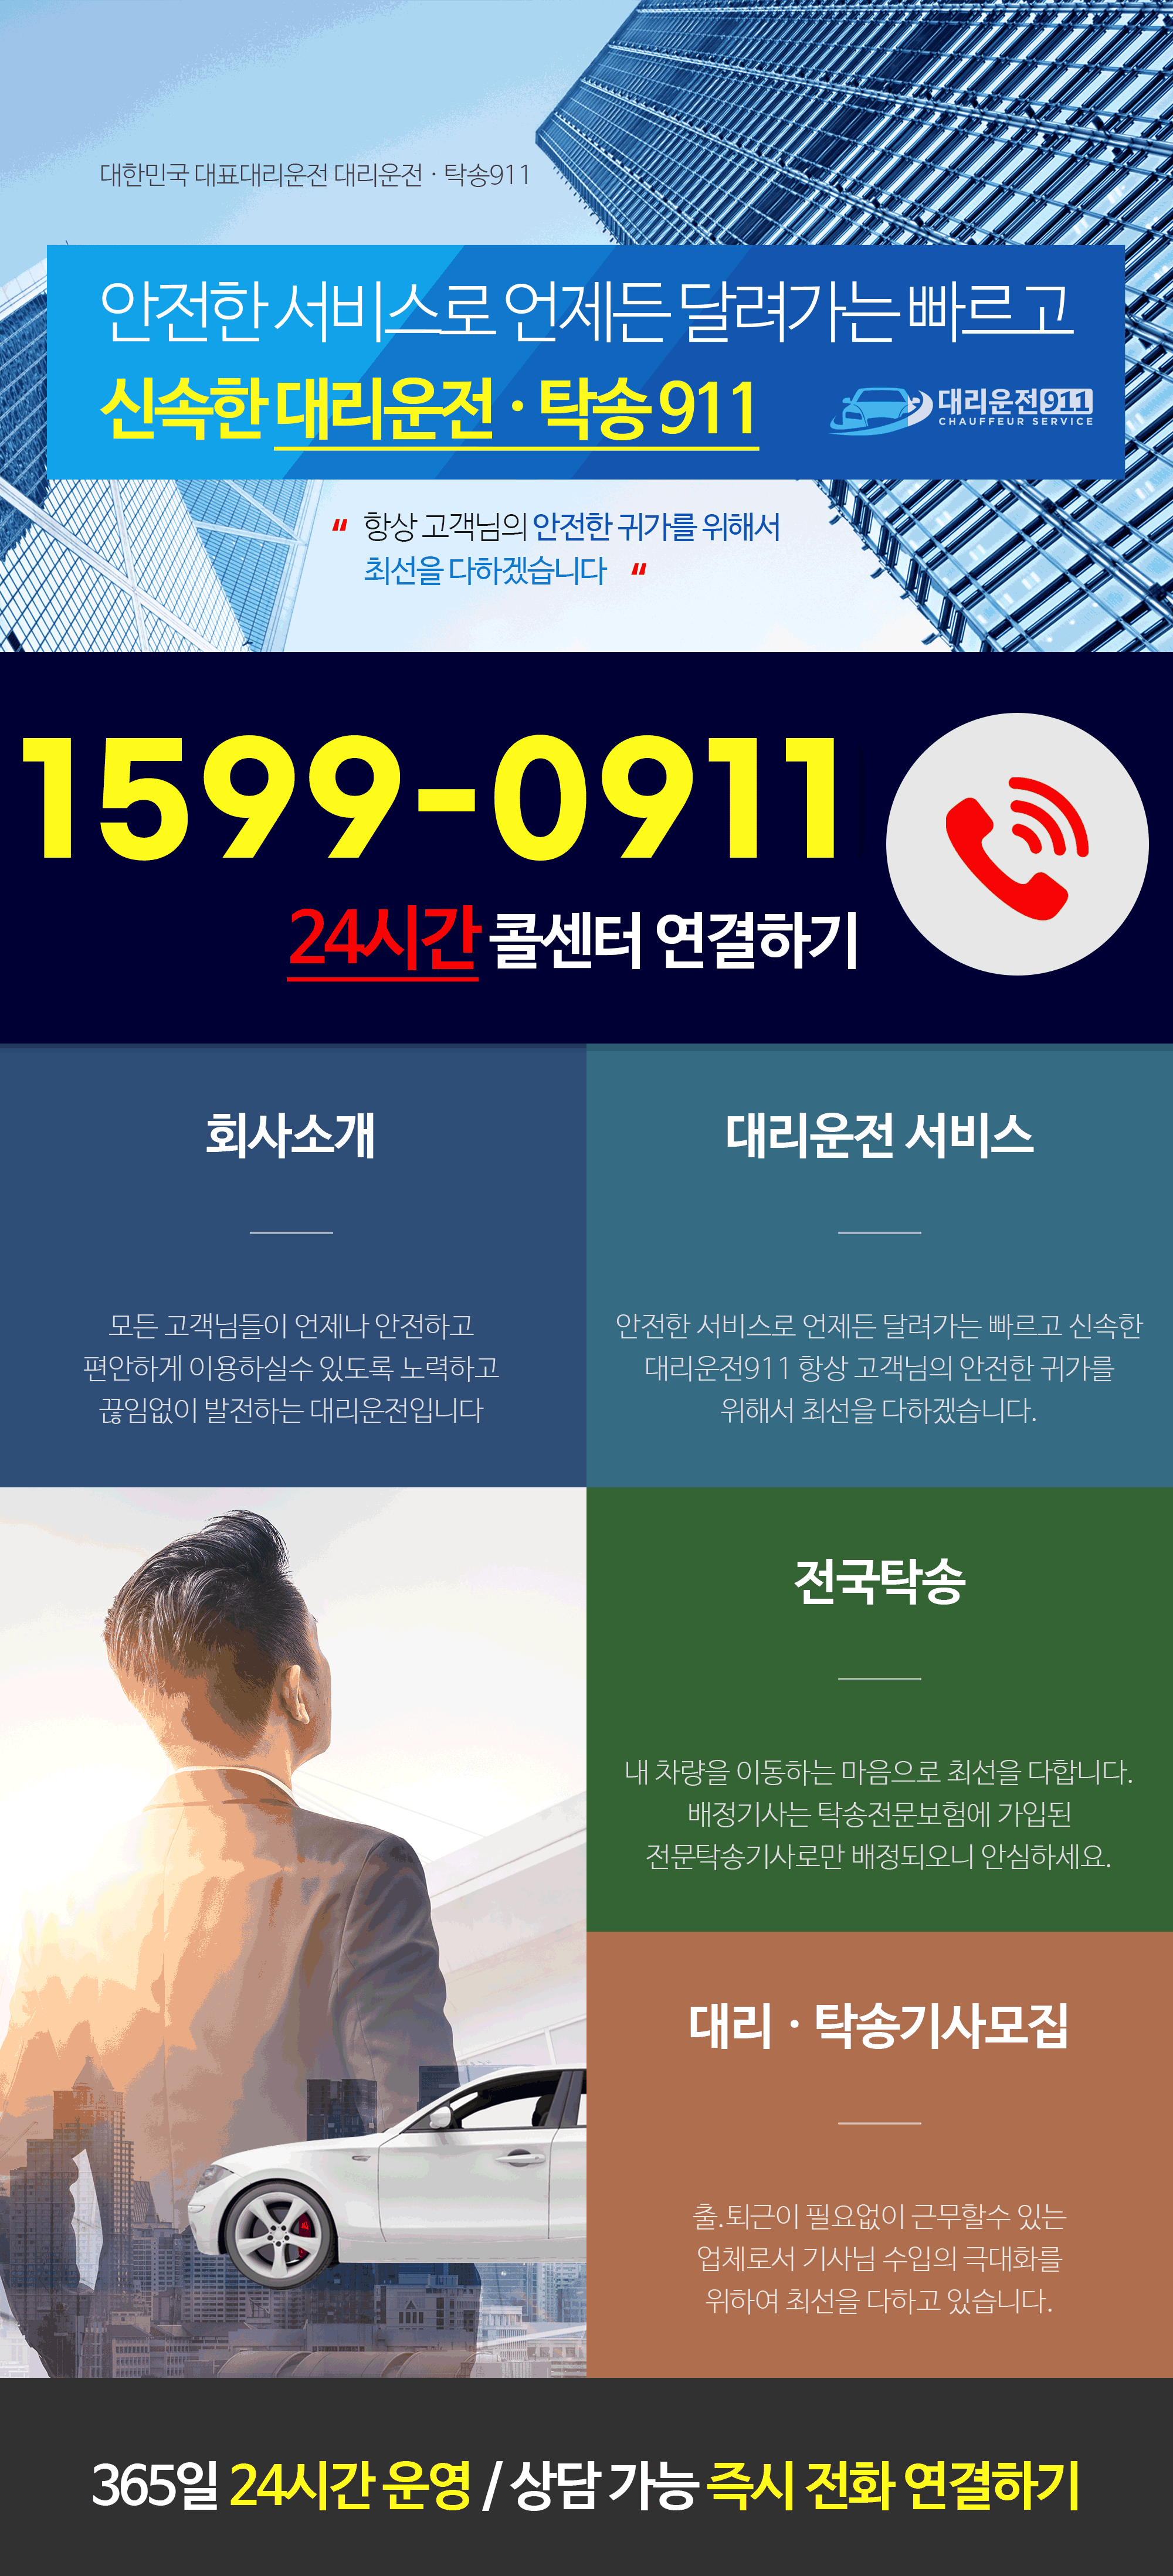 대한민국 대표대리운전 대리운전 · 탁송911
안전한 서비스로 언제든 달려가는 빠르고
신속한 대리운전 · 탁송 911
대리운전911
CHAUFFEUR SERVICE
" 항상 고객님의 안전한 귀가를 위해서
최선을 다하겠습니다 "
1599-0911
24시간 콜센터 연결하기
회사소개
모든 고객님들이 언제나 안전하고
편안하게 이용하실수 있도록 노력하고
끊임없이 발전하는 대리운전입니다
대리운전 서비스
안전한 서비스로 언제든 달려가는 빠르고 신속한
대리운전911 항상 고객님의 안전한 귀가를
위해서 최선을 다하겠습니다.
전국탁송
내 차량을 이동하는 마음으로 최선을 다합니다.
배정기사는 탁송전문보험에 가입된
전문탁송기사로만 배정되오니 안심하세요.
대리 · 탁송기사모집
출.퇴근이 필요없이 근무할수 있는
업체로서 기사님 수입의 극대화를
위하여 최선을 다하고 있습니다.
365일 24시간 운영 / 상담 가능 즉시 전화 연결하기